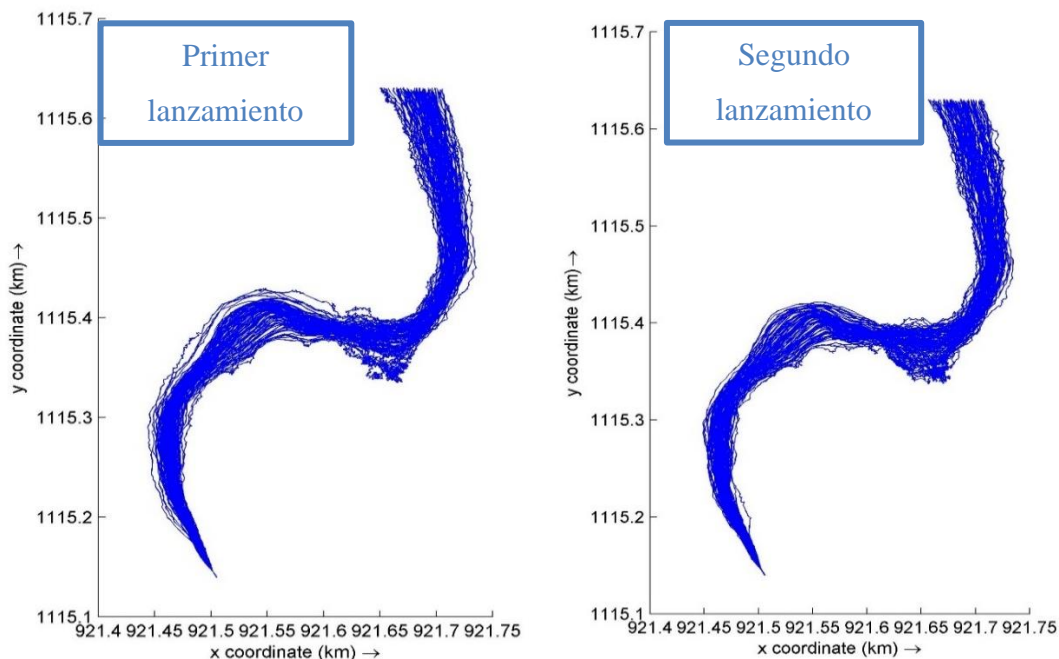 1115.7
Primer
lanzamiento
1115.6
1115.5
1115.4
1115.3
1115.2
1115.1
921.4 921.45 921.5 921.55 921.6 921.65 921.7 921.75
x coordinate (km) →
y coordinate (km) →
1115.7
Segundo
lanzamiento
1115.6
1115.5
1115.4
1115.3
1115.2
1115.1
921.4 921.45 921.5 921.55 921.6 921.65 921.7 921.75
x coordinate (km) →
y coordinate (km) →